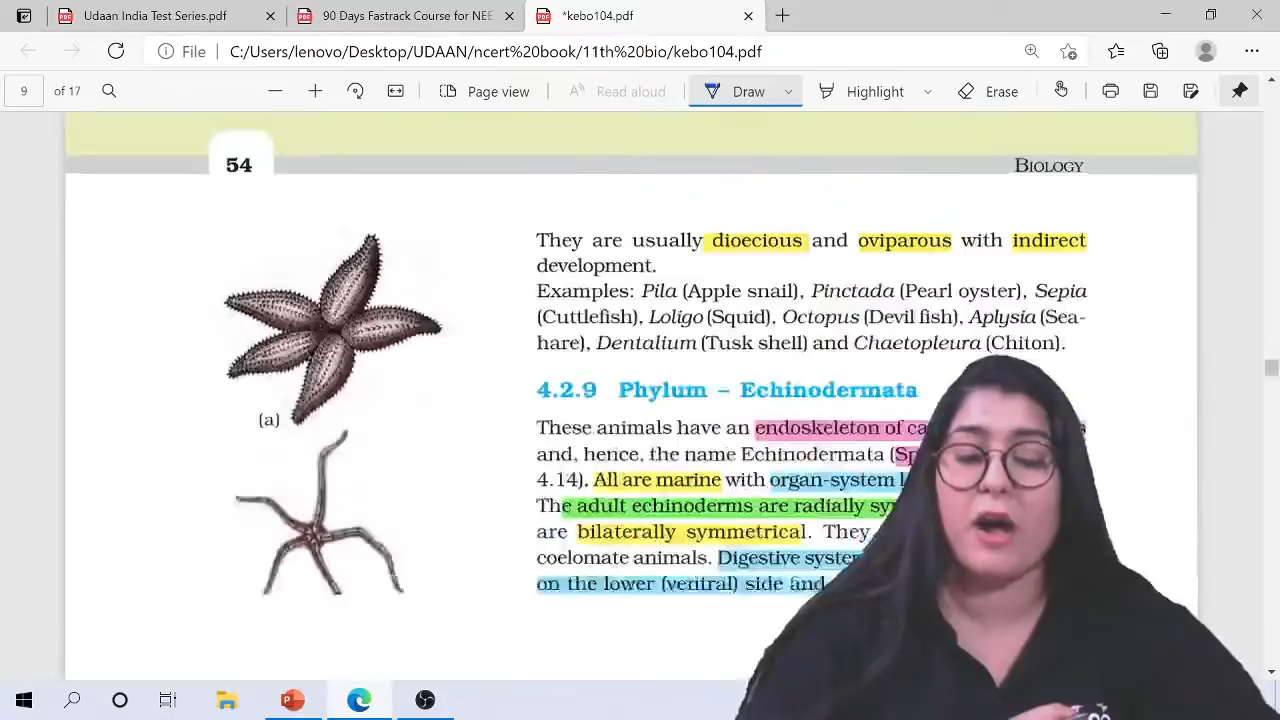 Udaan India Test Series.pdf
90 Days Fastrack Course for NEE
*kebo104.pdf
File
C:/Users/lenovo/Desktop/UDAAN/ncert%20book/11th%20bio/kebo104.pdf
9 of 17
Page view
Read aloud
Draw
Highlight
Erase
54
BIOLOGY
They are usually dioecious and oviparous with indirect
development.
Examples: Pila (Apple snail), Pinctada (Pearl oyster), Sepia
(Cuttlefish), Loligo (Squid), Octopus (Devil fish), Aplysia (Sea-
hare), Dentalium (Tusk shell) and Chaetopleura (Chiton).
4.2.9 Phylum – Echinodermata
These animals have an endoskeleton of
and, hence, the name Echinodermata
4.14). All are marine with organ-system
The adult echinoderms are radially
are bilaterally symmetrical. They
coelomate animals. Digestive system
on the lower (ventral) side and
(a)